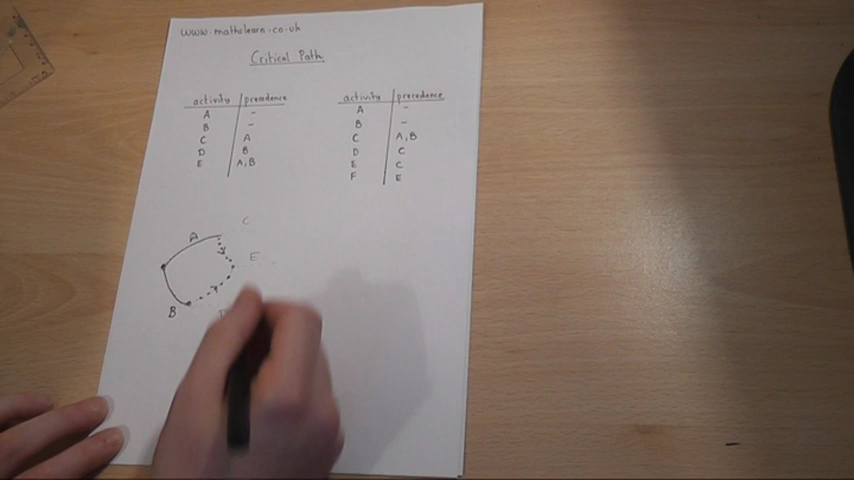 www.mathslearn.co.uk
Critical Path
activity precedence
A -
B -
C A
D B
E A,B
activity precedence
A -
B -
C A,B
D C
E C
F E
C
A
E
B
D